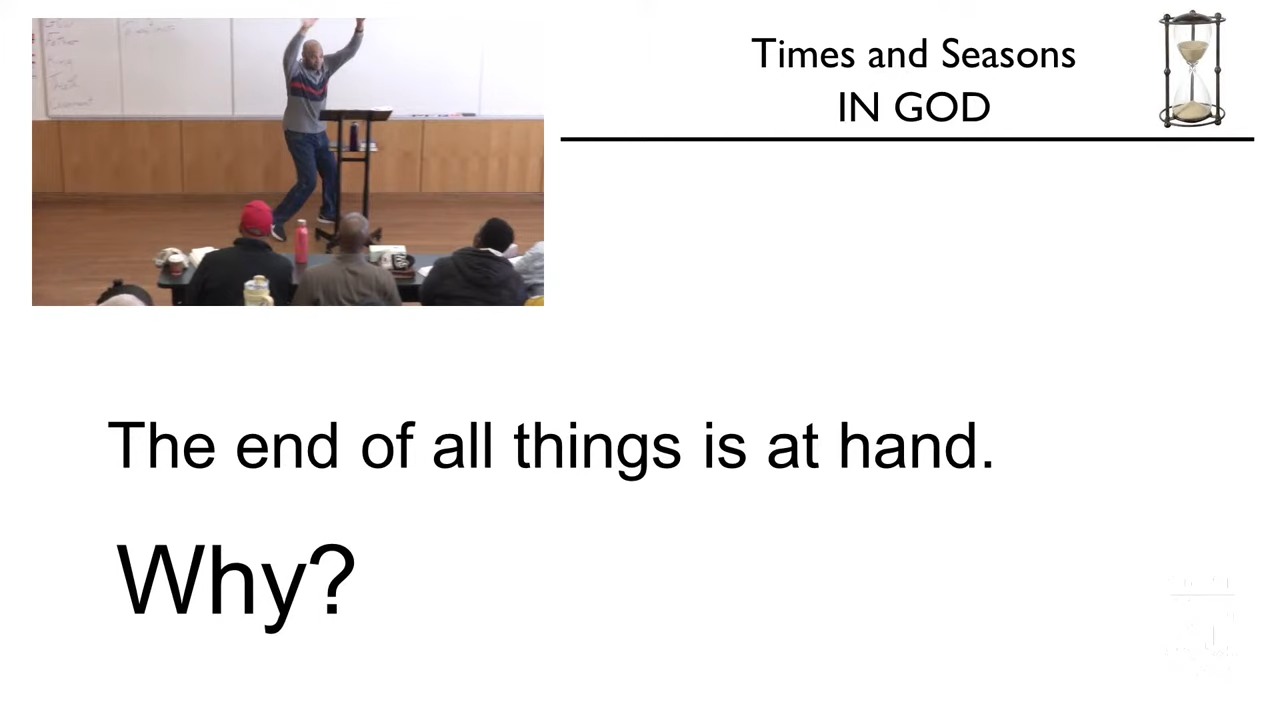 Times and Seasons
IN GOD
The end of all things is at hand.
Why?